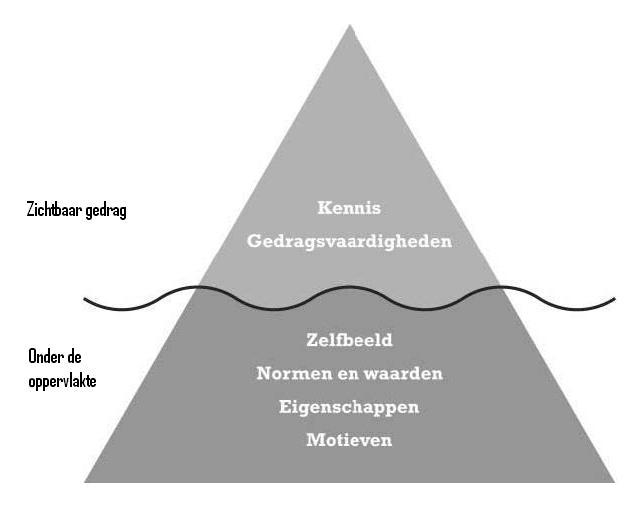 Zichtbaar gedrag
Kennis
Gedragsvaardigheden
Onder de
oppervlakte
Zelfbeeld
Normen en waarden
Eigenschappen
Motieven